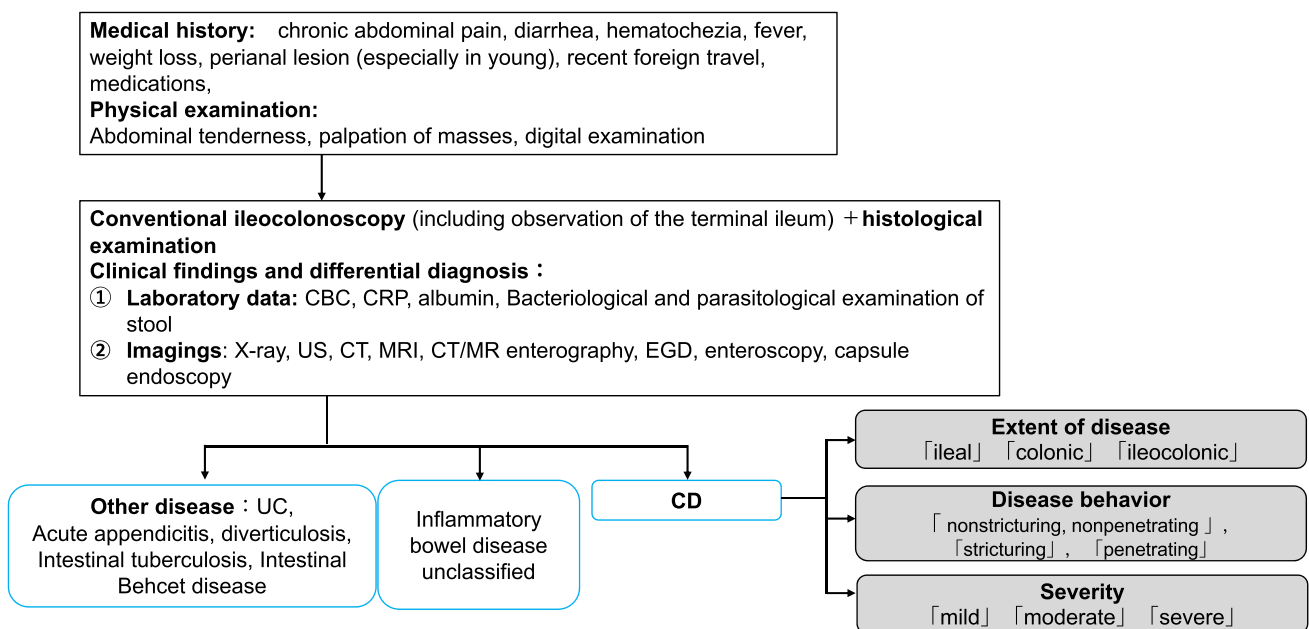 Medical history: chronic abdominal pain, diarrhea, hematochezia, fever,
weight loss, perianal lesion (especially in young), recent foreign travel,
medications,
Physical examination:
Abdominal tenderness, palpation of masses, digital examination
Conventional ileocolonoscopy (including observation of the terminal ileum) ＋histological
examination
Clinical findings and differential diagnosis：
① Laboratory data: CBC, CRP, albumin, Bacteriological and parasitological examination of
stool
② Imagings: X-ray, US, CT, MRI, CT/MR enterography, EGD, enteroscopy, capsule
endoscopy
Other disease：UC,
Acute appendicitis, diverticulosis,
Intestinal tuberculosis, Intestinal
Behcet disease
Inflammatory
bowel disease
unclassified
CD
Extent of disease
「ileal」「colonic」「ileocolonic」
Disease behavior
「 nonstricturing, nonpenetrating 」,
「stricturing」, 「penetrating」
Severity
「mild」「moderate」「severe」